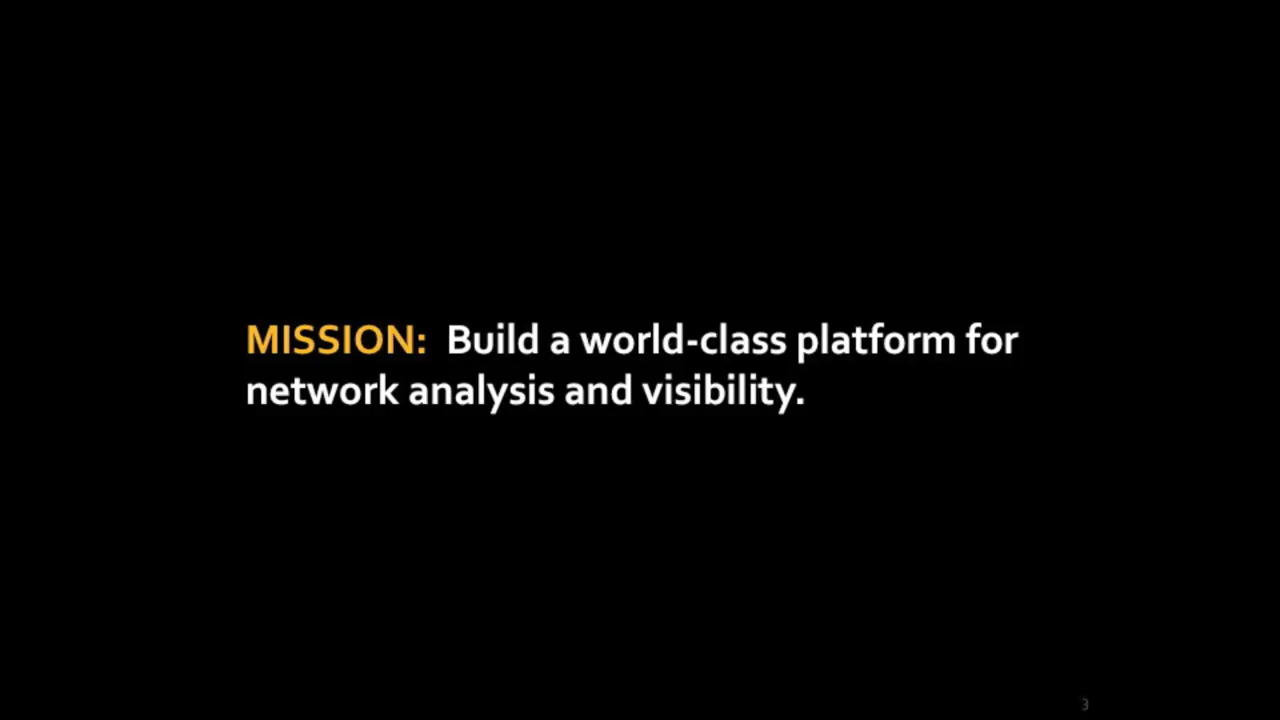 MISSION: Build a world-class platform for
network analysis and visibility.
3